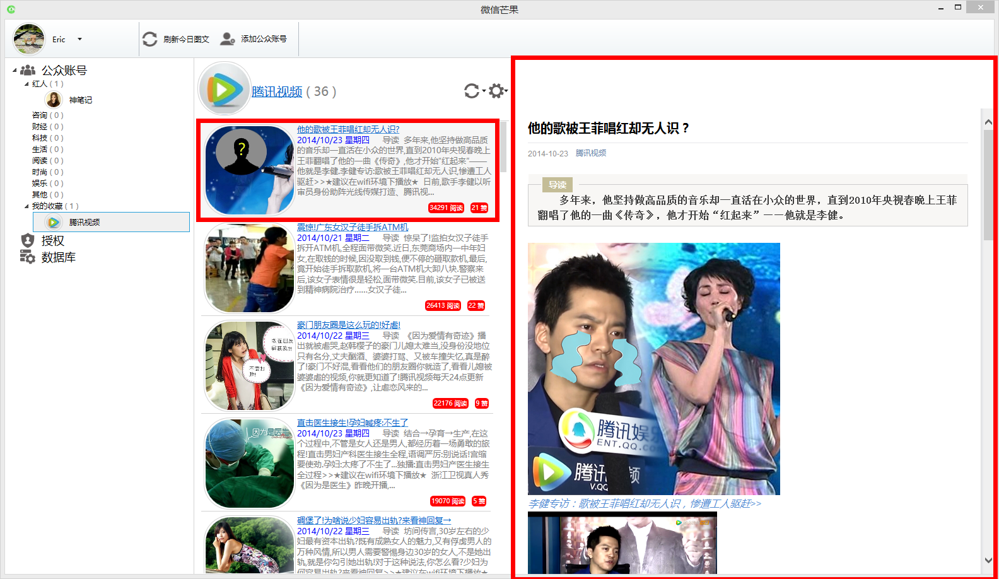 微信芒果
Eric
刷新今日图文
添加公众账号
公众账号
红人 ( 1 )
神笔记
咨询 ( 0 )
财经 ( 0 )
科技 ( 0 )
生活 ( 0 )
阅读 ( 0 )
时尚 ( 0 )
娱乐 ( 0 )
其他 ( 0 )
我的收藏 ( 1 )
腾讯视频
授权
数据库
腾讯视频 ( 36 )
他的歌被王菲唱红却无人识?
2014/10/23 星期四 导读 多年来,他坚持做高品质
的音乐却一直活在小众的世界,直到2010年央视春晚上
王菲翻唱了他的一曲《传奇》,他才开始“红起来”——
他就是李健.李健专访:歌被王菲唱红却无人识,惨遭工人
驱赶>>★建议在wifi环境下播放★ 日前,歌手李健以听
审员身份助阵光线传媒打造、腾讯视...
34291 阅读 21 赞
震惊!广东女汉子徒手拆ATM机
2014/10/21 星期二 导读 惊呆了!监拍女汉子徒手
拆开ATM机,全程面带微笑.近日,东莞商场内一中年妇
女,在取钱的时候,因没取到钱,便不停的砸取款机,最后,
竟开始徒手拆取款机,将一台ATM机大卸八块.警察来
后,该女子表情很是轻松,面带微笑.目前,该女子已被送
到精神病院治疗......女汉子徒...
26413 阅读 22 赞
豪门朋友圈是这么玩的!好虐!
2014/10/22 星期三 导读 《因为爱情有奇迹》播
出就被虐哭,赵韩樱子的豪门儿媳太难当,没身份没地位
只有名分,丈夫酗酒、婆婆打骂、又被车撞失忆,真是醉
了!豪门不好混,看看他们的朋友圈你就造了,看看儿媳被
婆婆虐的视频,你就更知道了!腾讯视频每天24点更新
《因为爱情有奇迹》,让虐恋风来的...
不要打
脸!
22176 阅读 9 赞
直击医生接生!孕妇喊疼:不生了
因为是医生
2014/10/23 星期四 导读 结合→孕育→生产,在这
个过程中,不管是女人还是男人,都经历着一场勇敢的旅
程!直击男妇产科医生接生全程,语调严厉:别说话!宫缩
要使劲.孕妇:太疼了不生了...独播:直击男妇产医生接生
全过程>>★建议在wifi环境下播放★ 浙江卫视真人秀
《因为是医生》昨晚开播,...
19070 阅读 5 赞
碉堡了!为啥说少妇容易出轨?来看神回复→
2014/10/22 星期三 导读 坊间传言,30岁左右的少
妇最有资本出轨?既有成熟女人的魅力,又有俘虏男人的
万种风情,所以男人需要警惕身边30岁的女人,不是她出
轨,就是你勾引她出轨!对于这种说法,你怎么看?少妇为
何容易出轨?来看神回复>>★建议在wifi环境下播放★
他的歌被王菲唱红却无人识？
2014-10-23 腾讯视频
导读
多年来，他坚持做高品质的音乐却一直活在小众的世界，直到2010年央视春晚上王菲
翻唱了他的一曲《传奇》，他才开始“红起来”——他就是李健。
腾讯娱乐
ENT.QQ.CO
腾讯视频
V.QQ
李健专访：歌被王菲唱红却无人识，惨遭工人驱赶>>